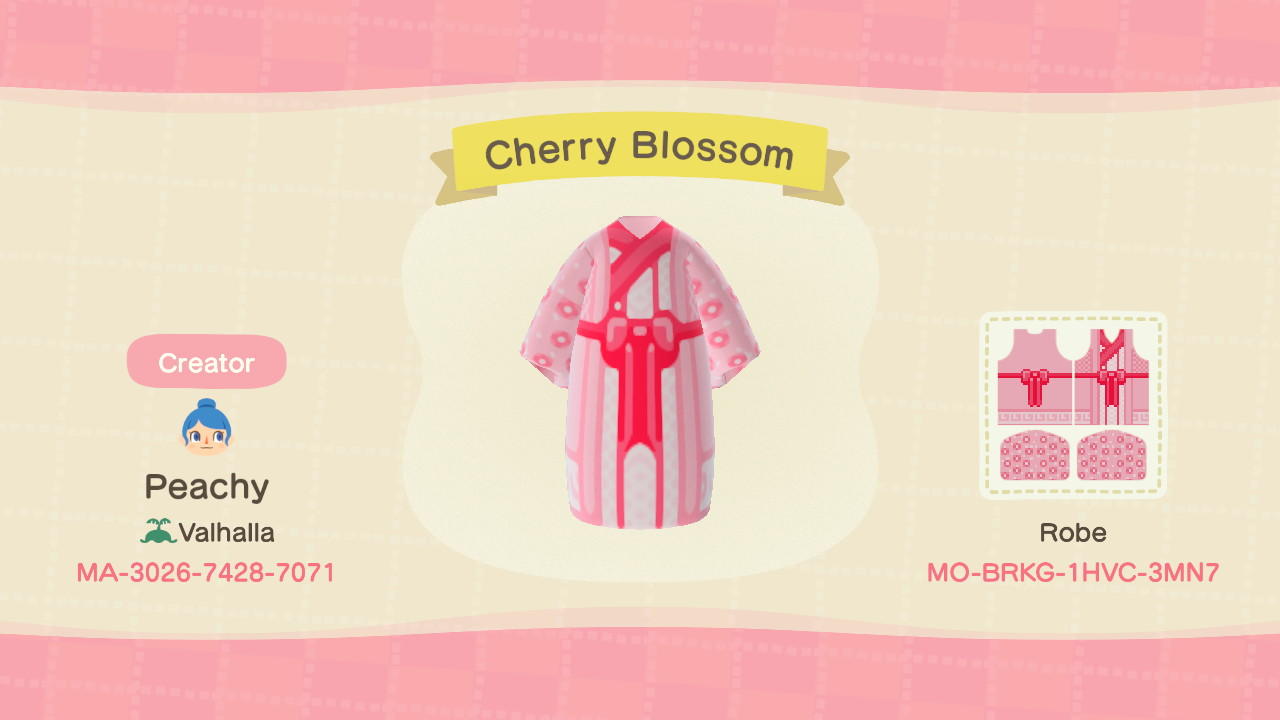 Cherry Blossom
Creator
Peachy
Valhalla
MA-3026-7428-7071
Robe
MO-BRKG-1HVC-3MN7